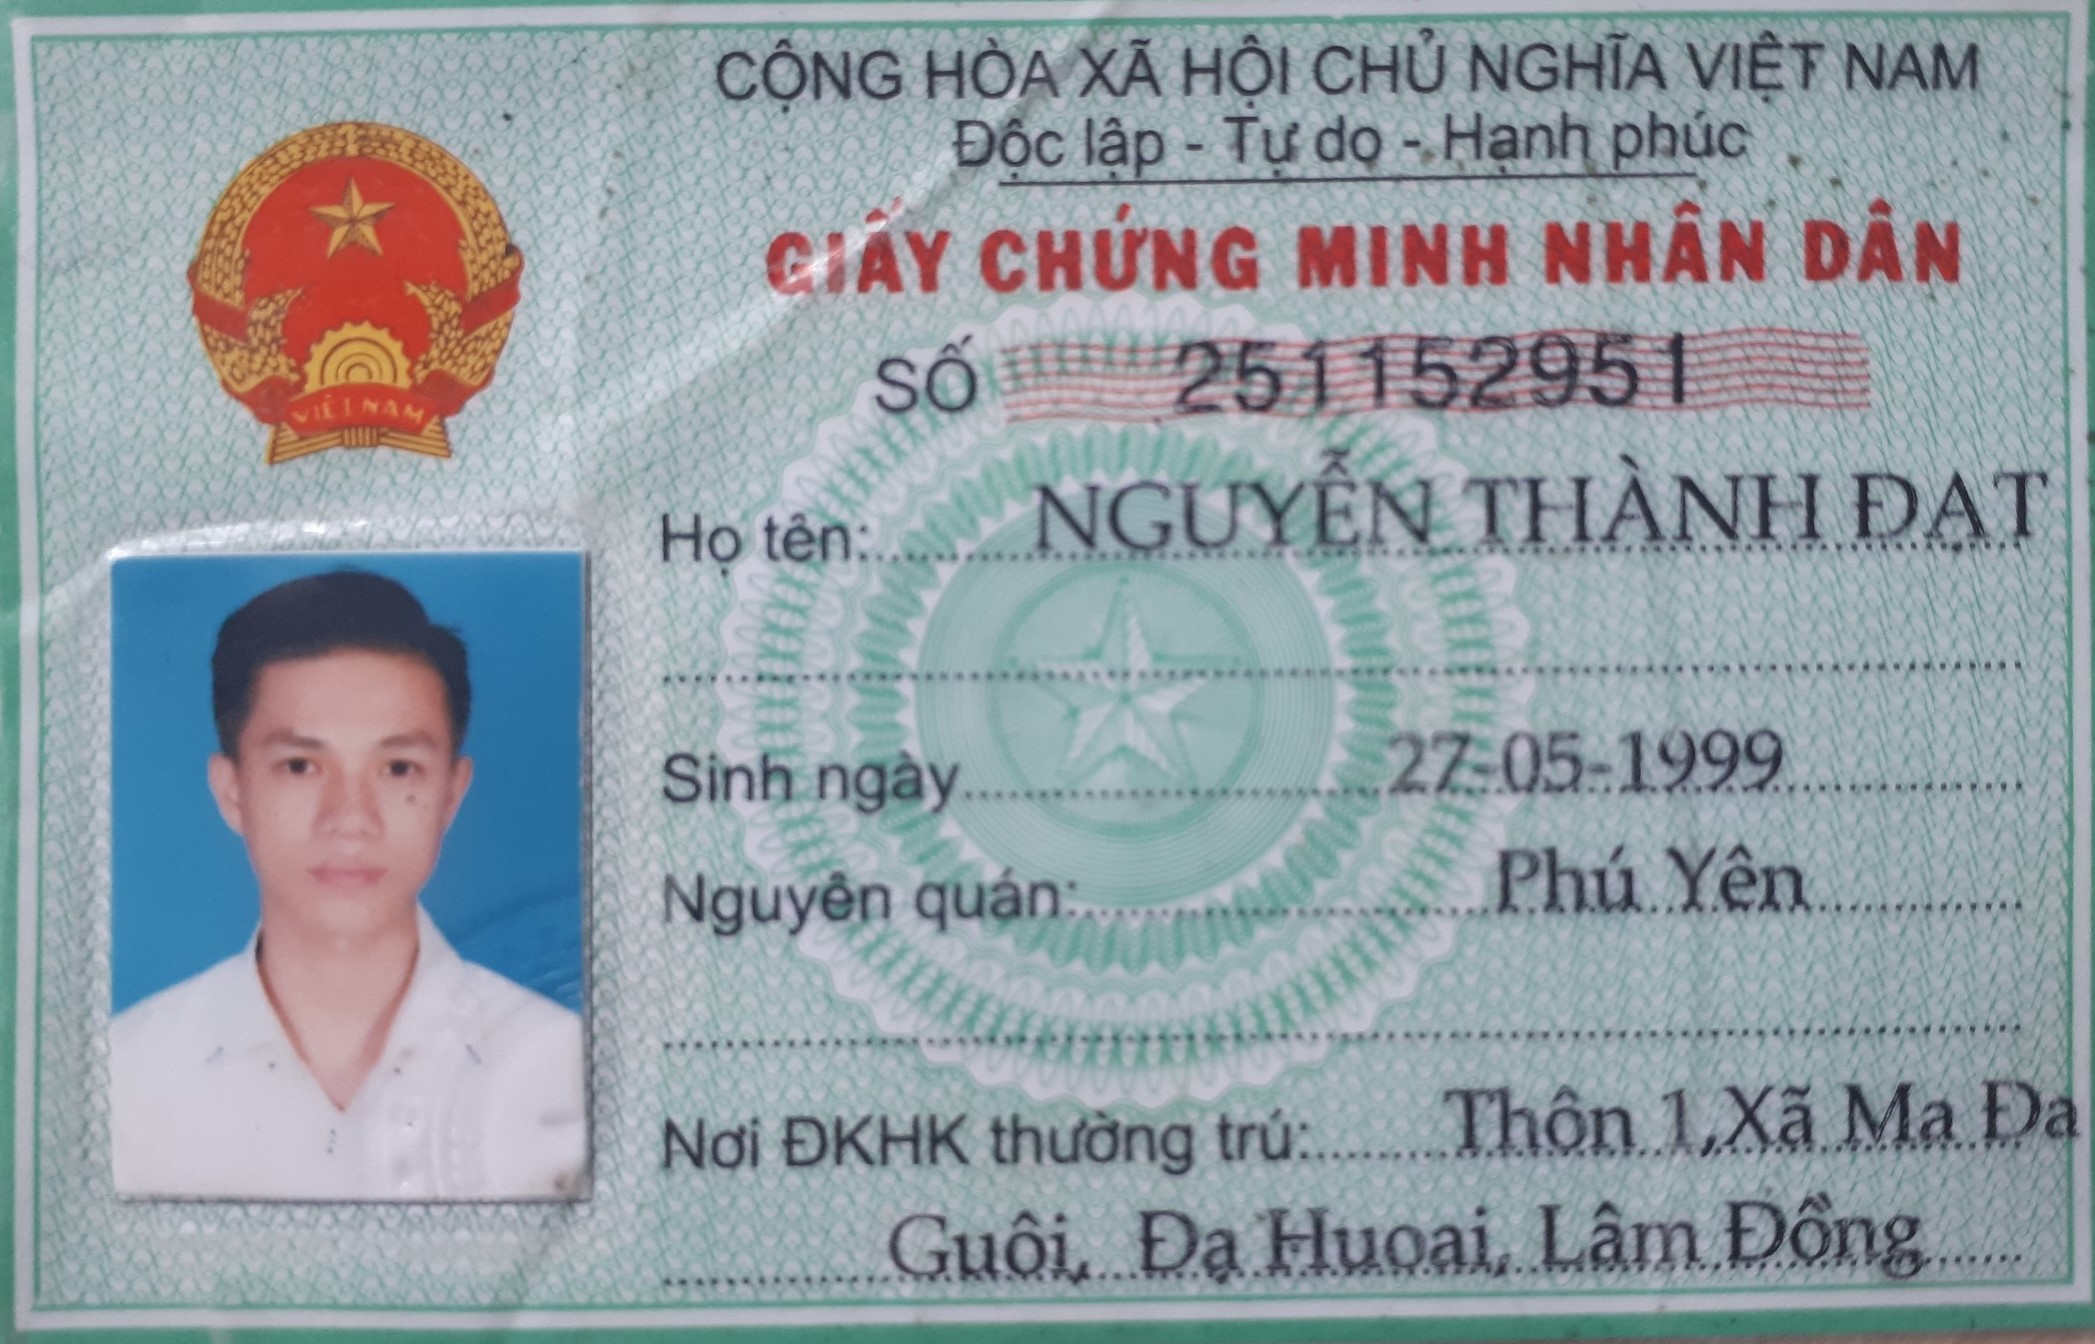 CỘNG HÒA XÃ HỘI CHỦ NGHĨA VIỆT NAM
Độc lập - Tự do - Hạnh phúc
GIẤY CHỨNG MINH NHÂN DÂN
SỐ 251152951
VIỆT NAM
Họ tên: NGUYỄN THÀNH ĐẠT
Sinh ngày 27-05-1999
Nguyên quán: Phú Yên
Nơi ĐKHK thường trú: Thôn 1,Xã Mạ Đa
Guôi, Đạ Huoai, Lâm Đồng